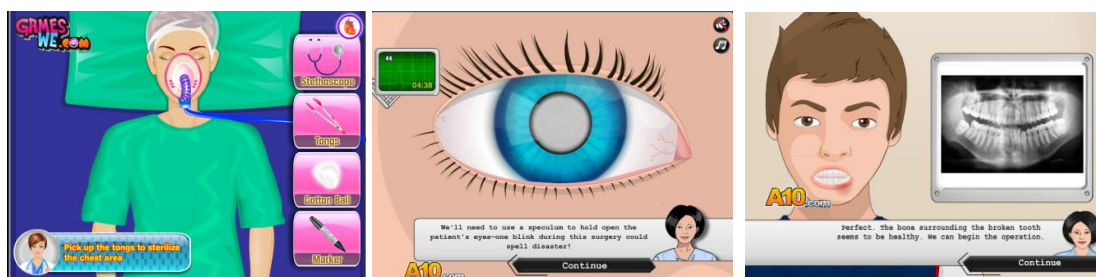 GAMES
WE.COM
Stethoscope
Tongs
Cotton Ball
Marker
Pick up the tongs to sterilize
the chest area
44
04:38
We'll need to use a speculum to hold open the
patient's eyes—one blink during this surgery could
spell disaster!
A10.com
Continue
A10.com
Perfect. The bone surrounding the broken tooth
seems to be healthy. We can begin the operation.
Continue